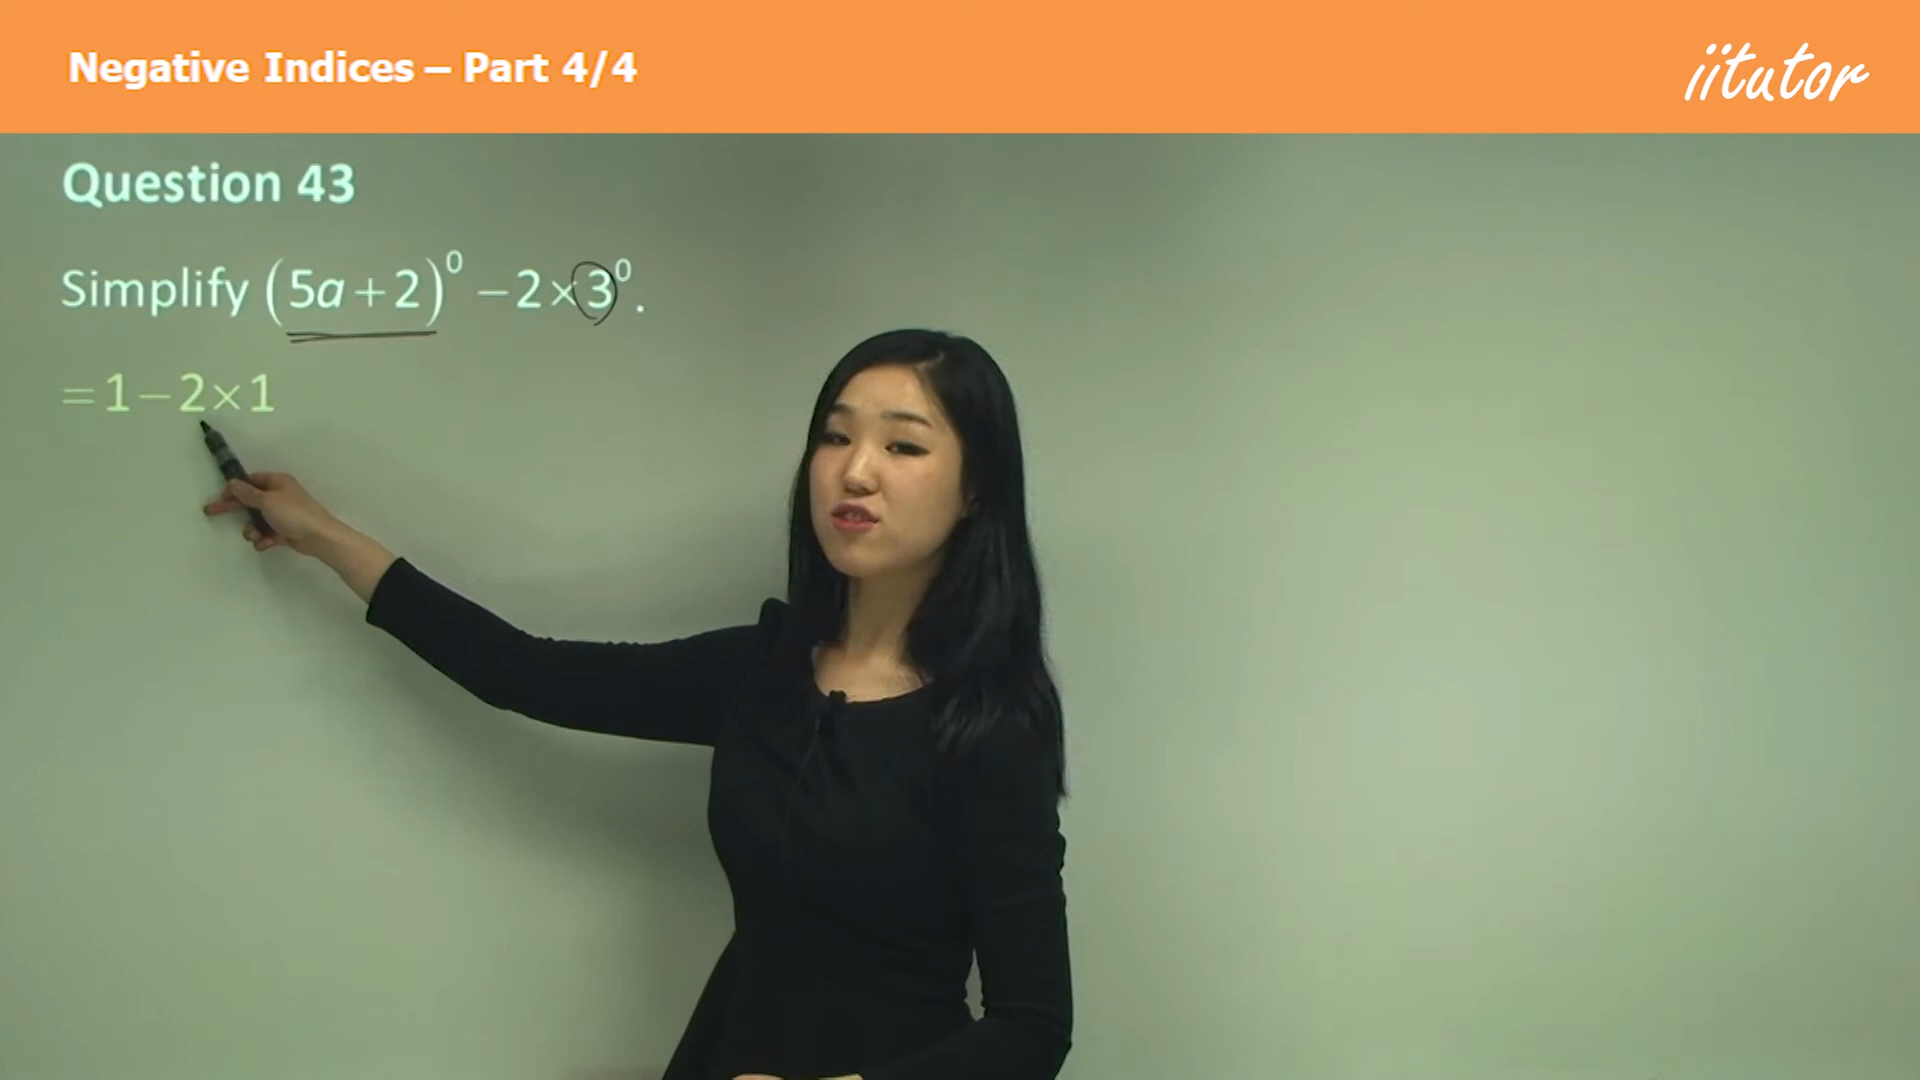 Negative Indices – Part 4/4
iitutor
Question 43
Simplify (5a+2)⁰ −2×3⁰.
=1−2×1